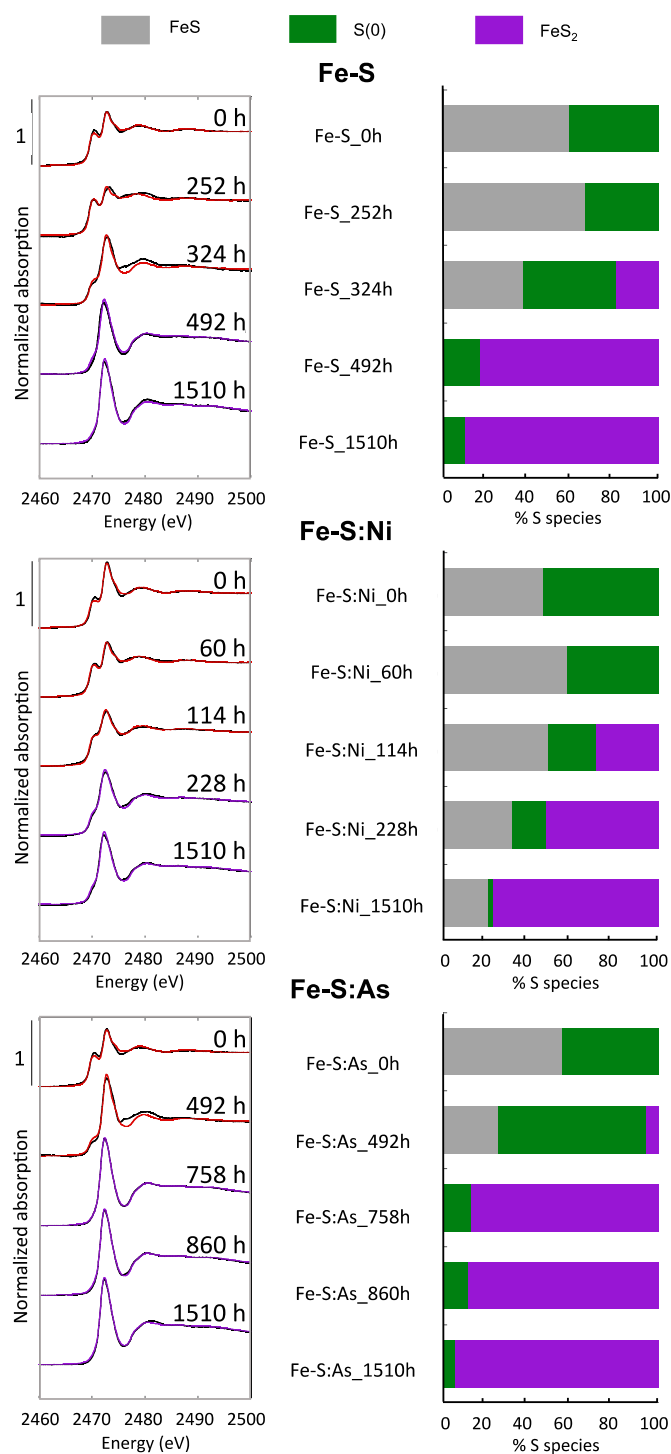 FeS S(0) FeS₂
Fe-S
1
Normalized absorption
0 h
252 h
324 h
492 h
1510 h
2460 2470 2480 2490 2500
Energy (eV)
Fe-S_0h
Fe-S_252h
Fe-S_324h
Fe-S_492h
Fe-S_1510h
0 20 40 60 80 100
% S species
Fe-S:Ni
1
Normalized absorption
0 h
60 h
114 h
228 h
1510 h
2460 2470 2480 2490 2500
Energy (eV)
Fe-S:Ni_0h
Fe-S:Ni_60h
Fe-S:Ni_114h
Fe-S:Ni_228h
Fe-S:Ni_1510h
0 20 40 60 80 100
% S species
Fe-S:As
1
Normalized absorption
0 h
492 h
758 h
860 h
1510 h
2460 2470 2480 2490 2500
Energy (eV)
Fe-S:As_0h
Fe-S:As_492h
Fe-S:As_758h
Fe-S:As_860h
Fe-S:As_1510h
0 20 40 60 80 100
% S species